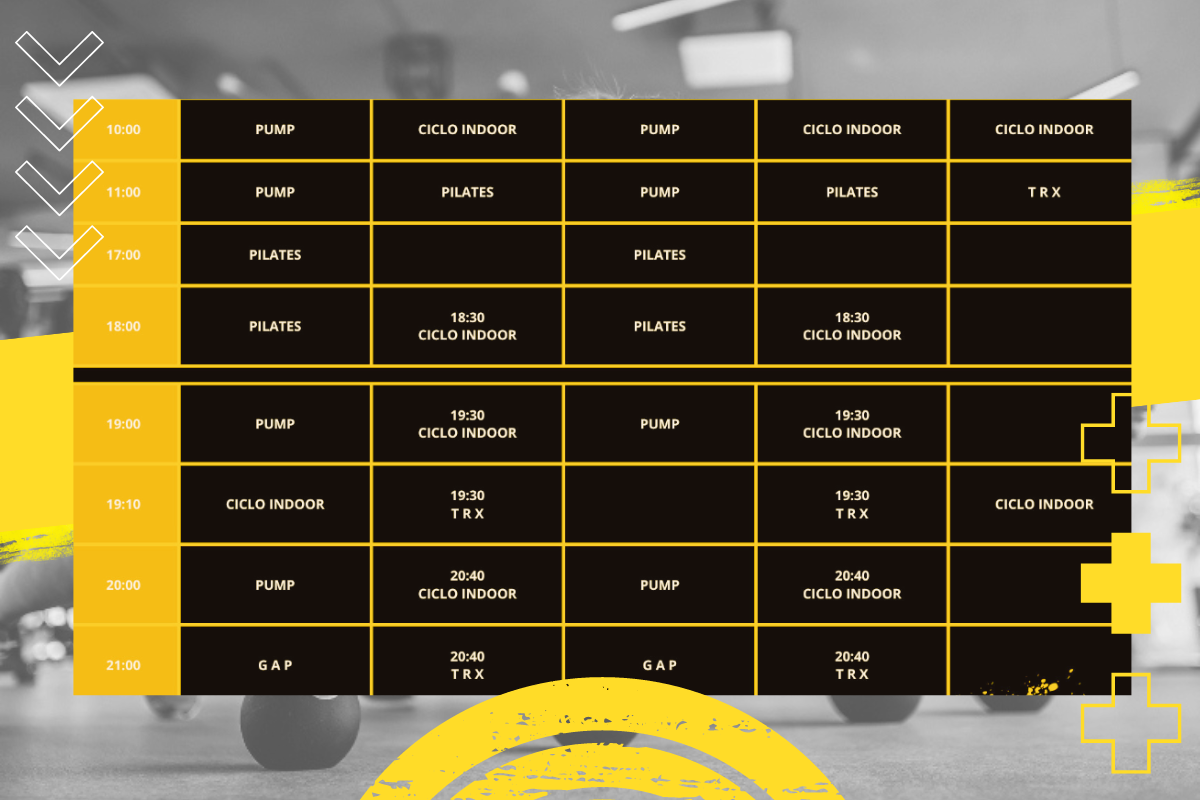 10:00 PUMP CICLO INDOOR PUMP CICLO INDOOR CICLO INDOOR
11:00 PUMP PILATES PUMP PILATES T R X
17:00 PILATES PILATES
18:00 PILATES 18:30 CICLO INDOOR PILATES 18:30 CICLO INDOOR
19:00 PUMP 19:30 CICLO INDOOR PUMP 19:30 CICLO INDOOR
19:10 CICLO INDOOR 19:30 T R X 19:30 T R X CICLO INDOOR
20:00 PUMP 20:40 CICLO INDOOR PUMP 20:40 CICLO INDOOR
21:00 G A P 20:40 T R X G A P 20:40 T R X